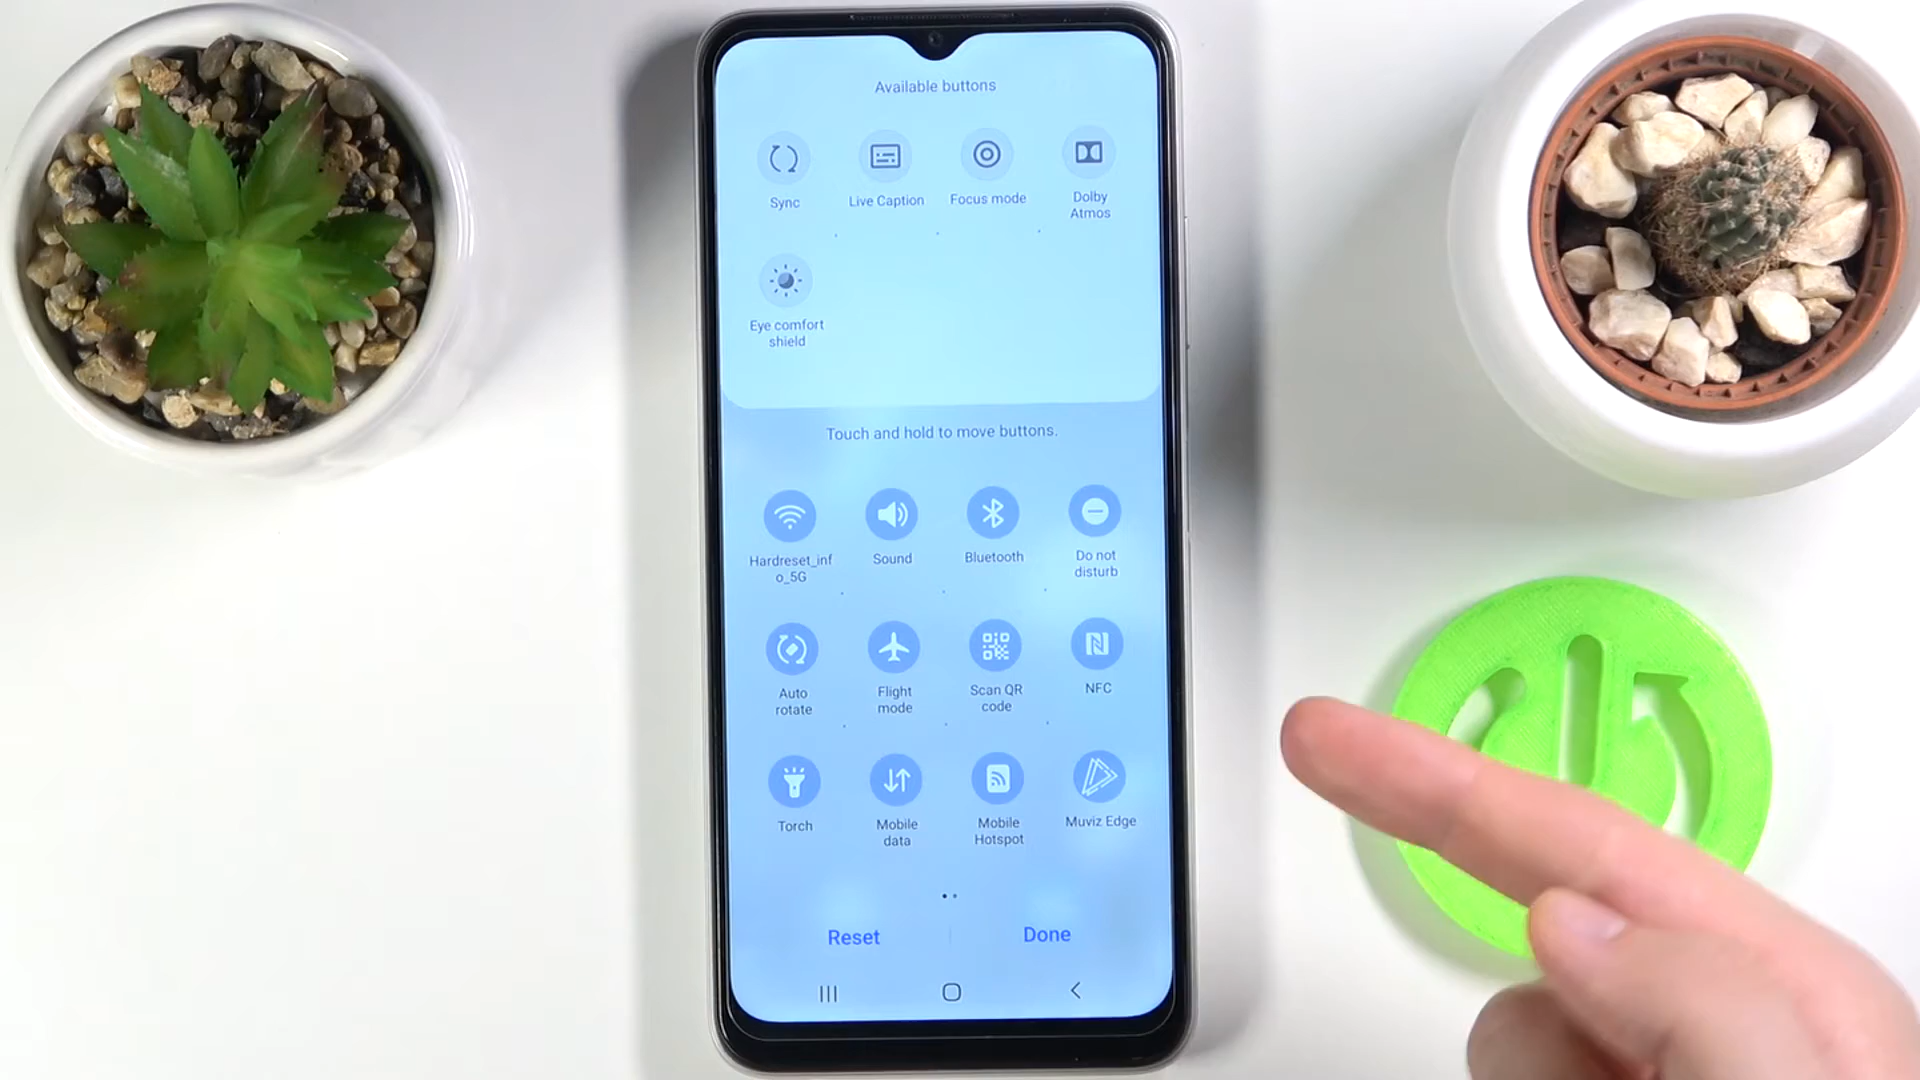 Available buttons
Sync
Live Caption
Focus mode
Dolby
Atmos
Eye comfort
shield
Touch and hold to move buttons.
Hardreset_inf
o_5G
Sound
Bluetooth
Do not
disturb
Auto
rotate
Flight
mode
Scan QR
code
NFC
Torch
Mobile
data
Mobile
Hotspot
Muviz Edge
Reset
Done